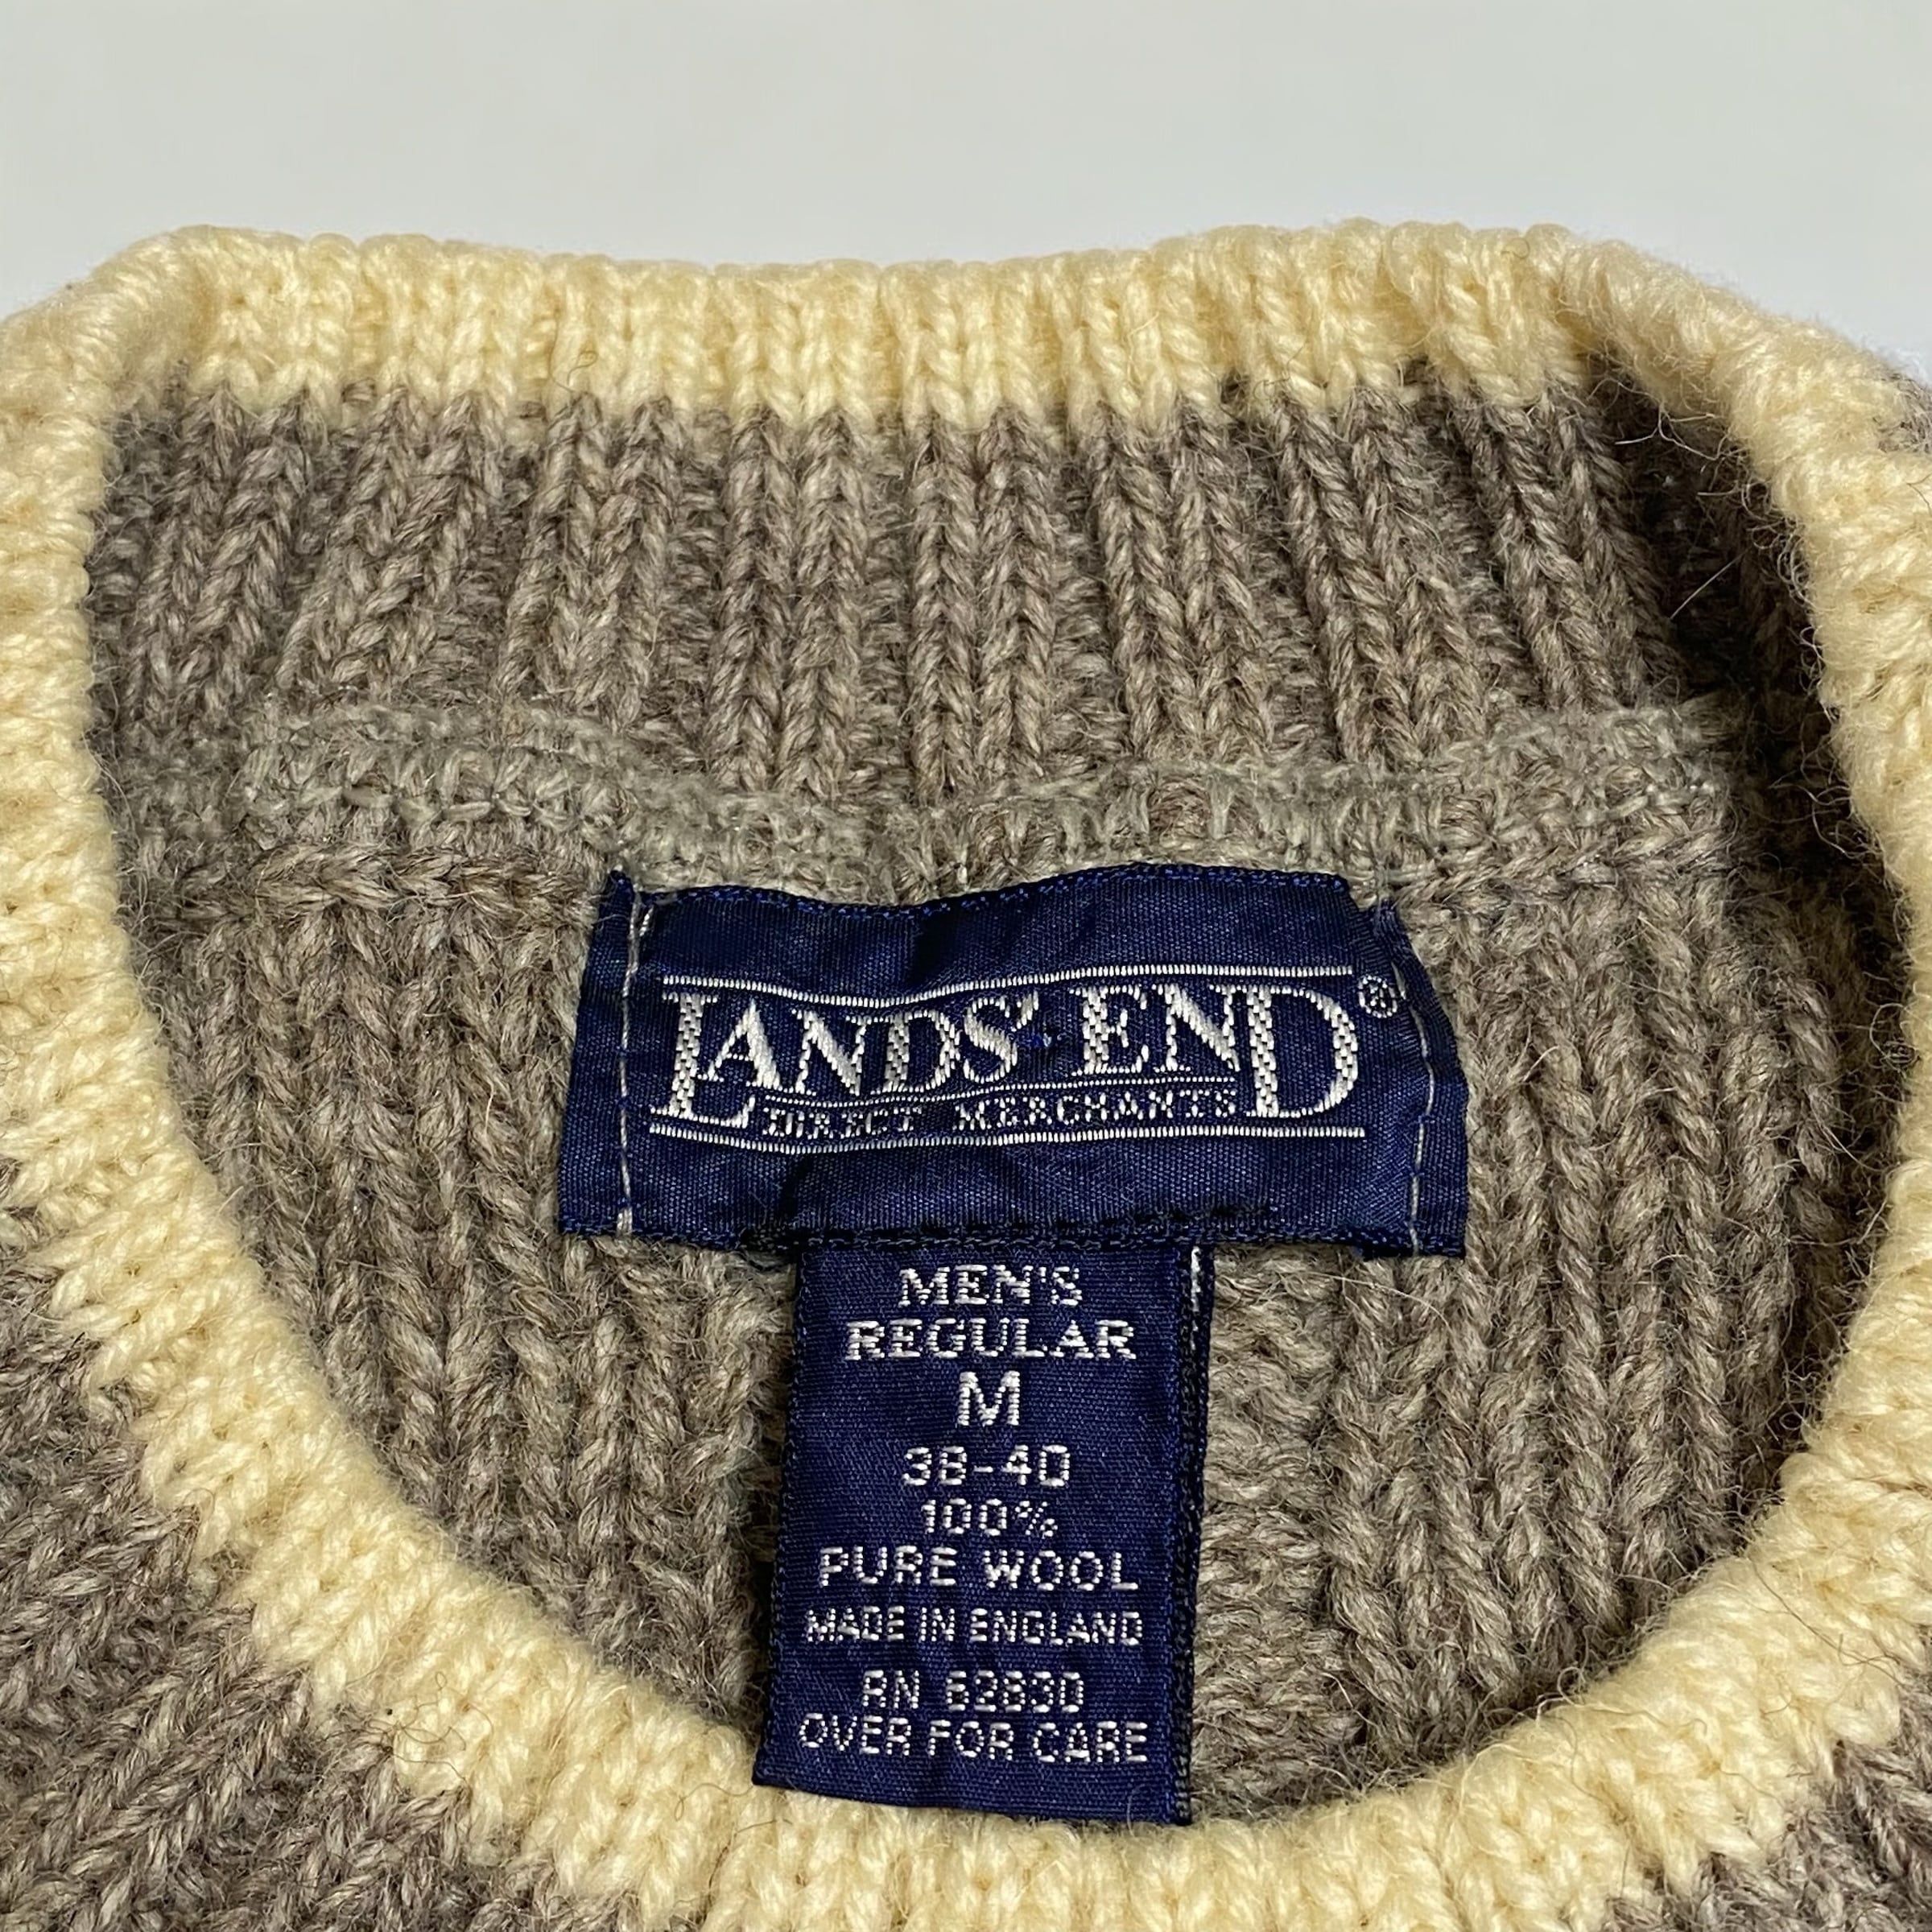 LANDS' END®
DIRECT MERCHANTS
MEN'S
REGULAR
M
38-40
100%
PURE WOOL
MADE IN ENGLAND
RN 62830
OVER FOR CARE